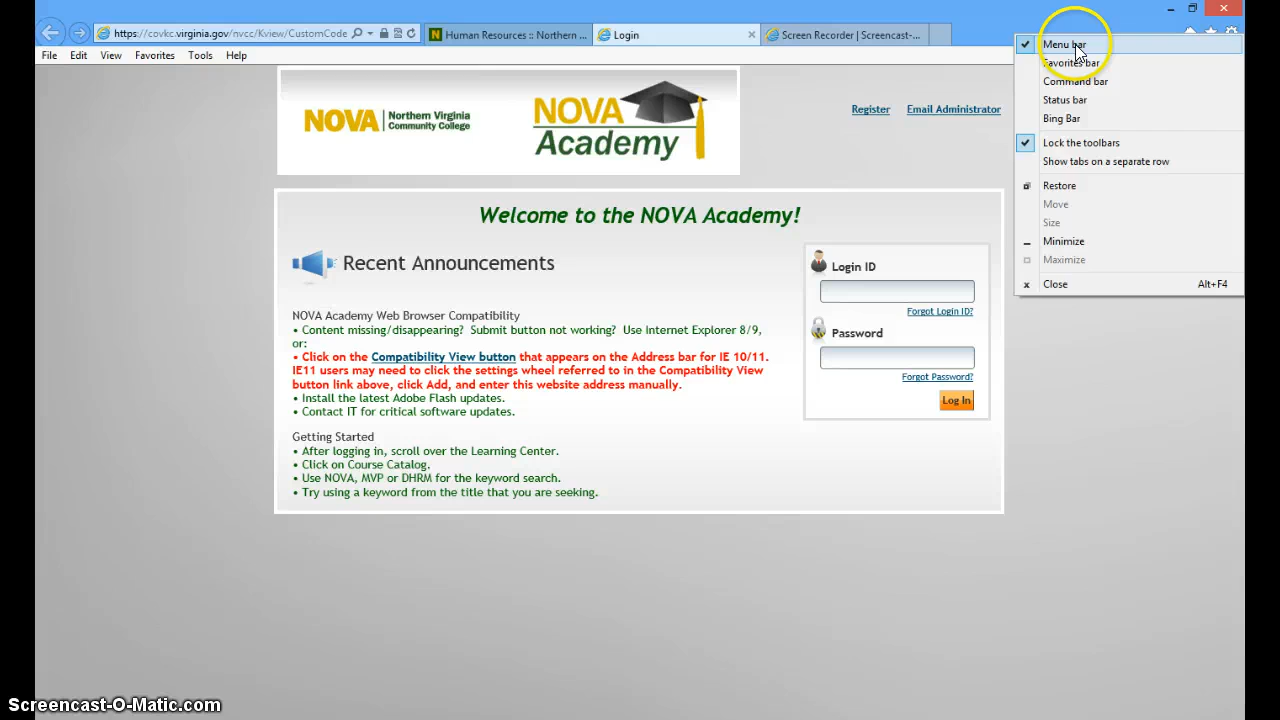 https://covkc.virginia.gov/nvcc/Kview/CustomCode
Human Resources :: Northern ...
Login
Screen Recorder | Screencast-...
File Edit View Favorites Tools Help
Menu bar
Favorites bar
Command bar
Status bar
Bing Bar
Lock the toolbars
Show tabs on a separate row
Restore
Move
Size
Minimize
Maximize
Close Alt+F4
NOVA Northern Virginia
Community College
NOVA
Academy
Register Email Administrator
Welcome to the NOVA Academy!
Recent Announcements
NOVA Academy Web Browser Compatibility
• Content missing/disappearing? Submit button not working? Use Internet Explorer 8/9,
or:
• Click on the Compatibility View button that appears on the Address bar for IE 10/11.
IE11 users may need to click the settings wheel referred to in the Compatibility View
button link above, click Add, and enter this website address manually.
• Install the latest Adobe Flash updates.
• Contact IT for critical software updates.
Getting Started
• After logging in, scroll over the Learning Center.
• Click on Course Catalog.
• Use NOVA, MVP or DHRM for the keyword search.
• Try using a keyword from the title that you are seeking.
Login ID
Forgot Login ID?
Password
Forgot Password?
Log In
Screencast-O-Matic.com